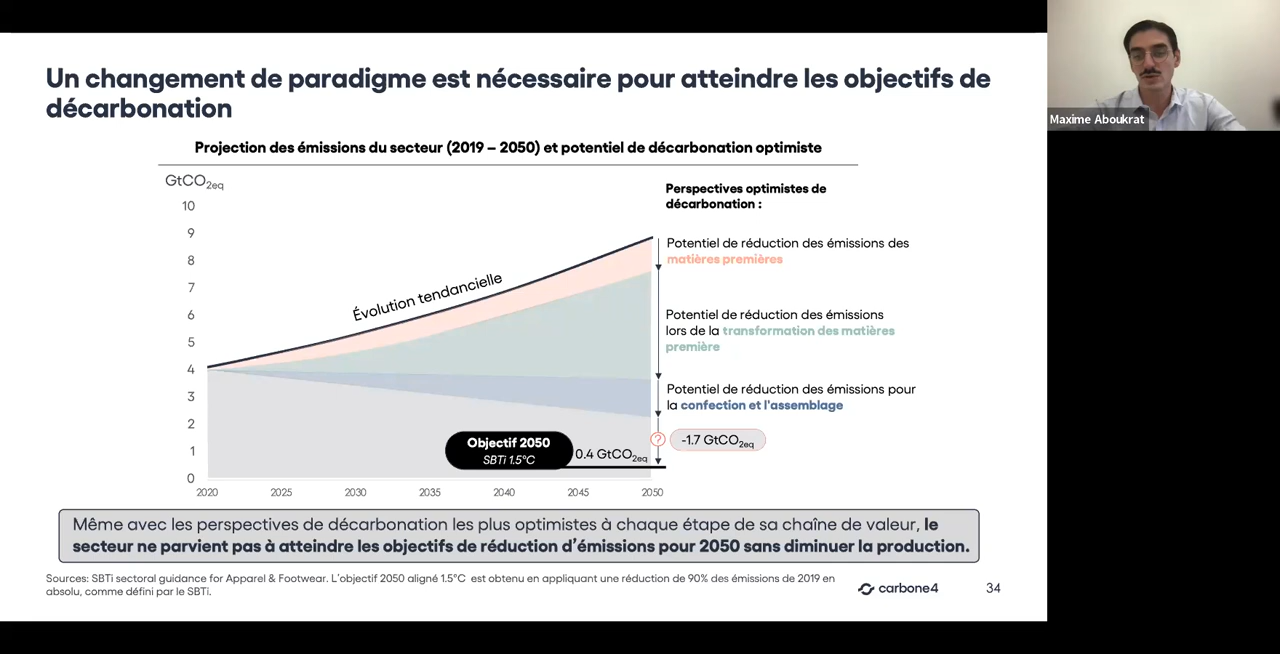 Un changement de paradigme est nécessaire pour atteindre les objectifs de
décarbonation
Maxime Aboukrat
Projection des émissions du secteur (2019 – 2050) et potentiel de décarbonation optimiste
GtCO2eq
10
9
8
7
6
5
4
3
2
1
0
2020
2025
2030
2035
2040
2045
2050
Évolution tendancielle
Objectif 2050
SBTi 1.5°C
0.4 GtCO2eq
Perspectives optimistes de
décarbonation :
Potentiel de réduction des émissions des
matières premières
Potentiel de réduction des émissions
lors de la transformation des matières
première
Potentiel de réduction des émissions pour
la confection et l'assemblage
?
-1.7 GtCO2eq
Même avec les perspectives de décarbonation les plus optimistes à chaque étape de sa chaîne de valeur, le
secteur ne parvient pas à atteindre les objectifs de réduction d'émissions pour 2050 sans diminuer la production.
Sources: SBTi sectoral guidance for Apparel & Footwear. L'objectif 2050 aligné 1.5°C est obtenu en appliquant une réduction de 90% des émissions de 2019 en
absolu, comme défini par le SBTi.
carbone4
34